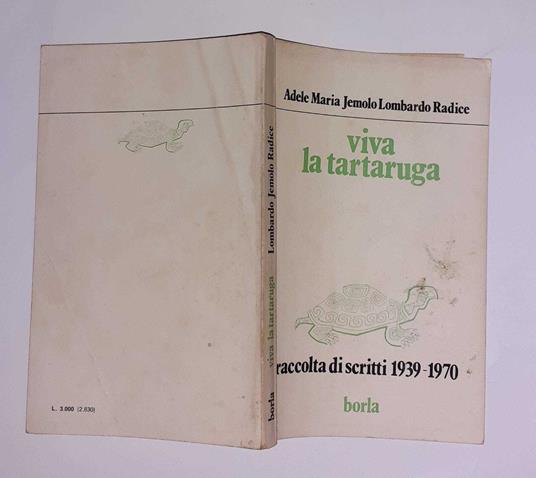 Adele Maria Jemolo Lombardo Radice
viva
la tartaruga
raccolta di scritti 1939-1970
borla
Lombardo Jemolo Radice
viva la tartaruga
borla
L. 3.000 (2.830)